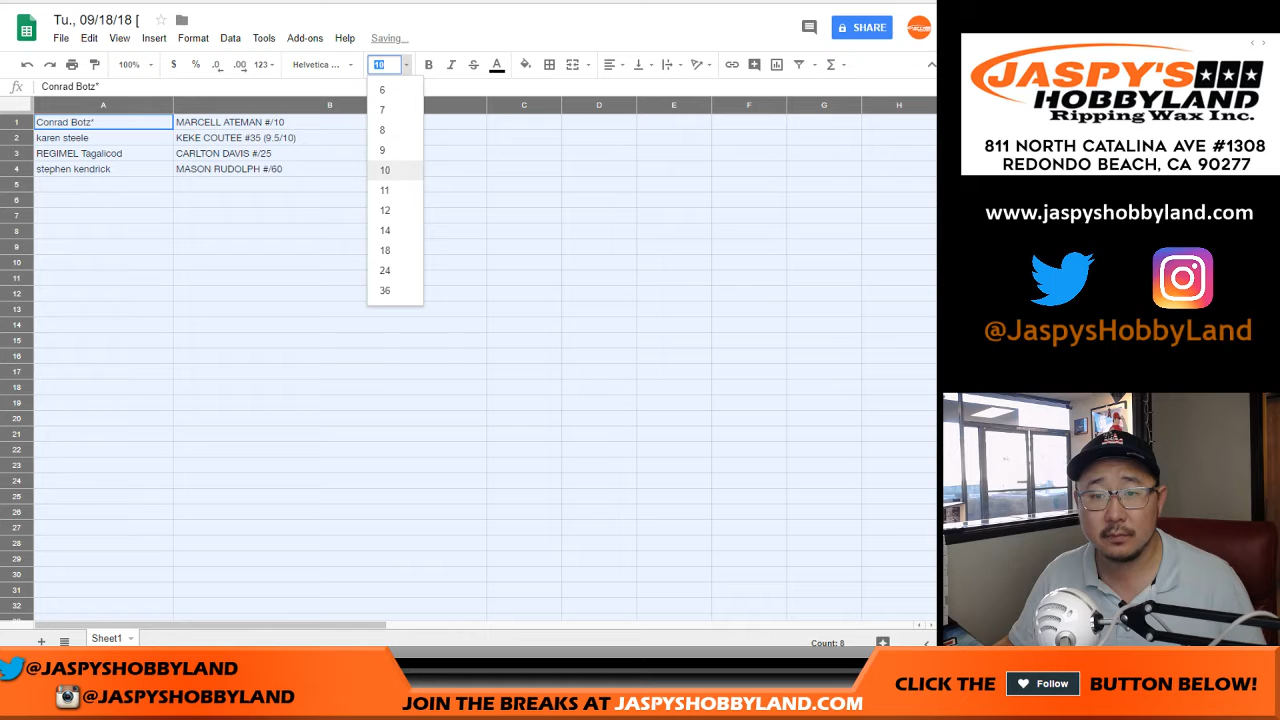 Tu., 09/18/18 [
File Edit View Insert Format Data Tools Add-ons Help Saving...
SHARE
100% $ % .0 .00 123 Helvetica ... 10 B I S A
fx Conrad Botz*
A B C D E F G H
1 Conrad Botz* MARCELL ATEMAN #/10
2 karen steele KEKE COUTEE #35 (9.5/10)
3 REGIMEL Tagalicod CARLTON DAVIS #/25
4 stephen kendrick MASON RUDOLPH #/60
5
6
7
8
9
10
11
12
13
14
15
16
17
18
19
20
21
22
23
24
25
26
27
28
29
30
31
32
6
7
8
9
10
11
12
14
18
24
36
Sheet1
Count: 8
JASPY'S
HOBBYLAND
Ripping Wax Inc.
811 NORTH CATALINA AVE #1308
REDONDO BEACH, CA 90277
www.jaspyshobbyland.com
@JaspysHobbyLand
@JASPYSHOBBYLAND
@JASPYSHOBBYLAND
JOIN THE BREAKS AT JASPYSHOBBYLAND.COM
CLICK THE Follow BUTTON BELOW!